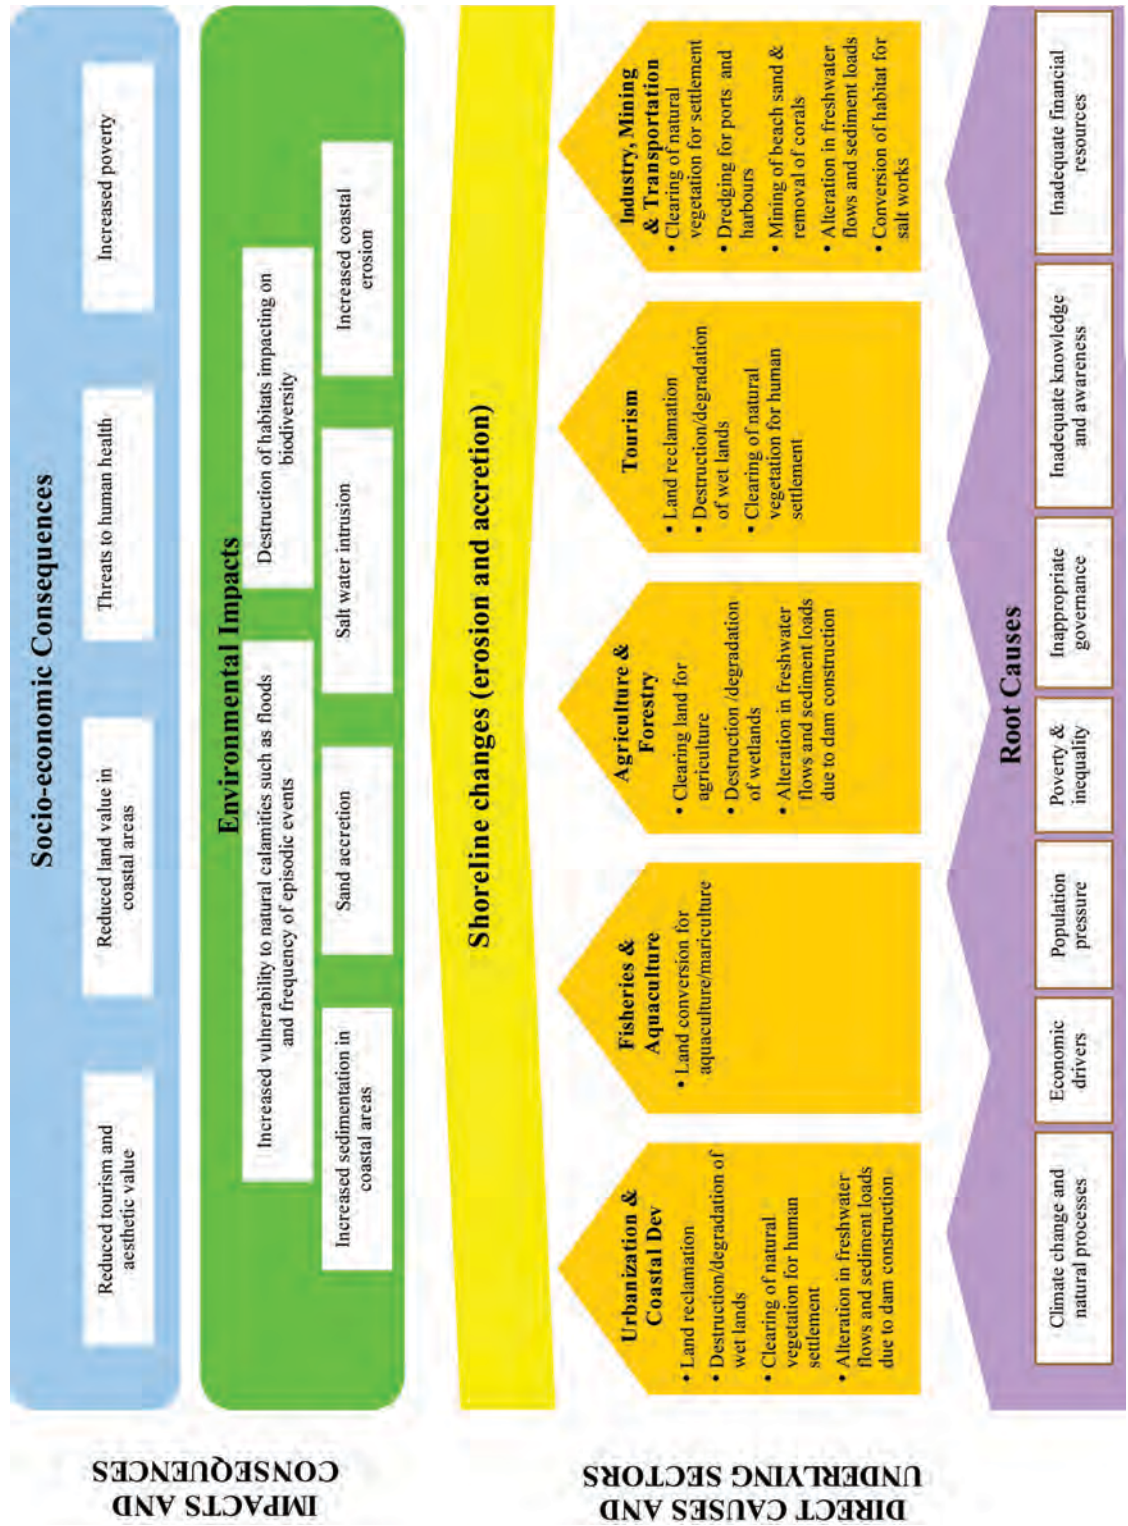 IMPACTS AND
CONSEQUENCES
Socio-economic Consequences
Reduced tourism and
aesthetic value
Reduced land value in
coastal areas
Threats to human health
Increased poverty
Environmental Impacts
Increased vulnerability to natural calamities such as floods
and frequency of episodic events
Destruction of habitats impacting on
biodiversity
Increased sedimentation in
coastal areas
Sand accretion
Salt water intrusion
Increased coastal
erosion
Shoreline changes (erosion and accretion)
DIRECT CAUSES AND
UNDERLYING SECTORS
Urbanization &
Coastal Dev
• Land reclamation
• Destruction/degradation of
wet lands
• Clearing of natural
vegetation for human
settlement
• Alteration in freshwater
flows and sediment loads
due to dam construction
Fisheries &
Aquaculture
• Land conversion for
aquaculture/mariculture
Agriculture &
Forestry
• Clearing land for
agriculture
• Destruction /degradation
of wetlands
• Alteration in freshwater
flows and sediment loads
due to dam construction
Tourism
• Land reclamation
• Destruction/degradation
of wet lands
• Clearing of natural
vegetation for human
settlement
Industry, Mining
& Transportation
• Clearing of natural
vegetation for settlement
• Dredging for ports and
harbours
• Mining of beach sand &
removal of corals
• Alteration in freshwater
flows and sediment loads
• Conversion of habitat for
salt works
Root Causes
Climate change and
natural processes
Economic
drivers
Population
pressure
Poverty &
inequality
Inappropriate
governance
Inadequate knowledge
and awareness
Inadequate financial
resources